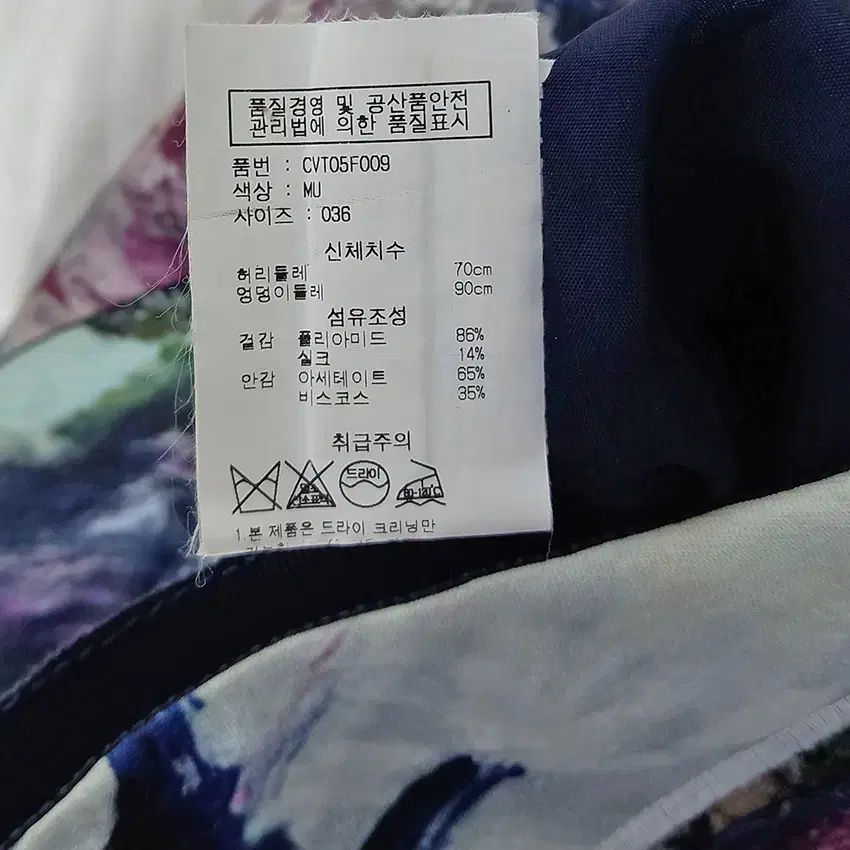 품질경영 및 공산품안전
관리법에 의한 품질표시
품번 : CVT05F009
색상 : MU
사이즈 : 036
신체치수
허리둘레 70cm
엉덩이둘레 90cm
섬유조성
겉감 폴리아미드 86%
실크 14%
안감 아세테이트 65%
비스코스 35%
취급주의
드라이
80-120℃
1.본 제품은 드라이 크리닝만